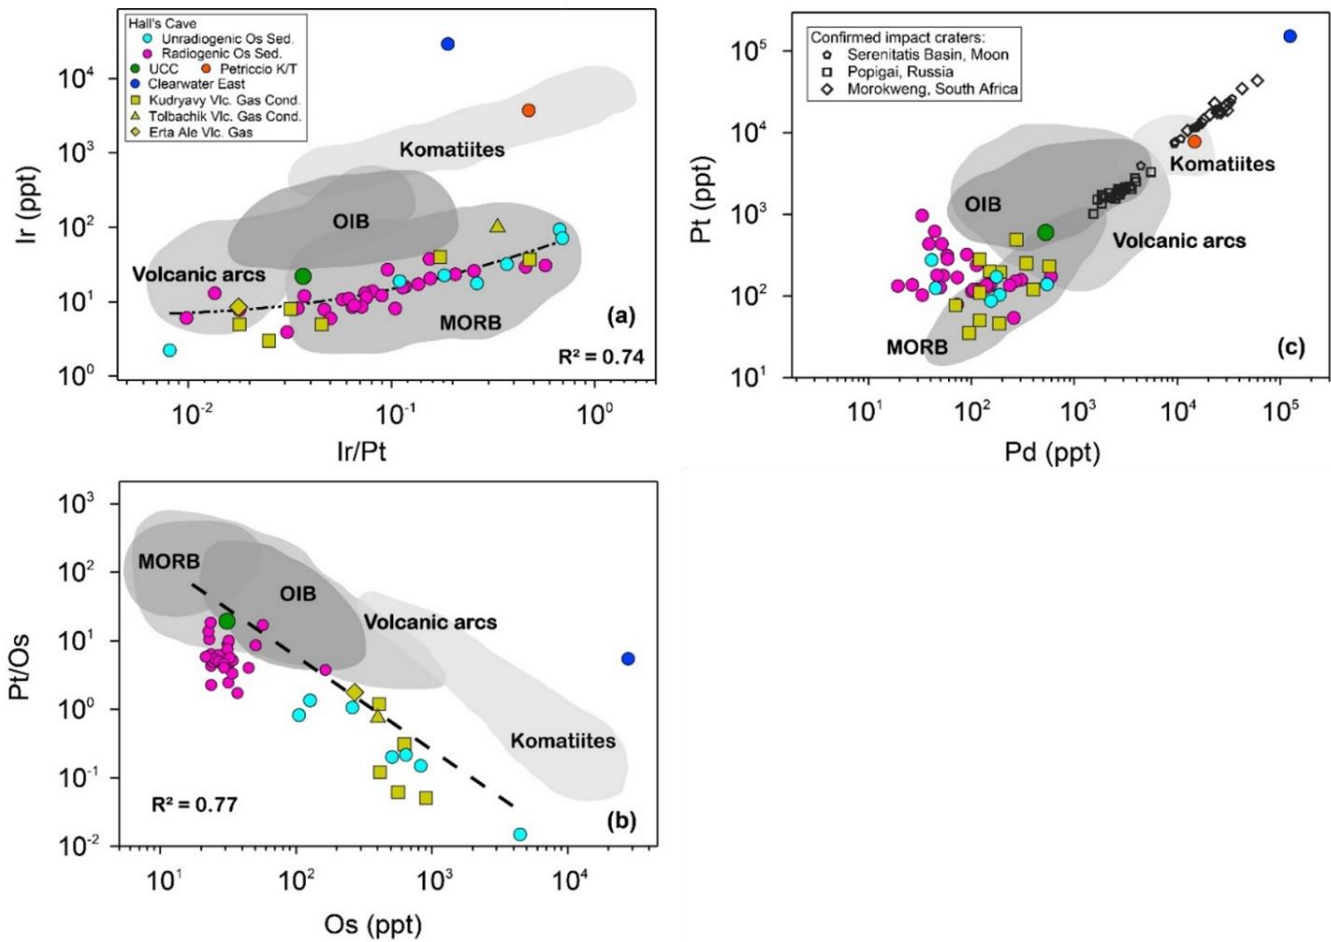 Hall's Cave
Unradiogenic Os Sed.
Radiogenic Os Sed.
UCC Petriccio K/T
Clearwater East
Kudryavy Vlc. Gas Cond.
Tolbachik Vlc. Gas Cond.
Erta Ale Vlc. Gas
10⁴
10³
10²
10¹
10⁰
Ir (ppt)
Komatiites
OIB
Volcanic arcs
MORB
(a)
R² = 0.74
10⁻² 10⁻¹ 10⁰
Ir/Pt
Confirmed impact craters:
Serenitatis Basin, Moon
Popigai, Russia
Morokweng, South Africa
10⁵
10⁴
10³
10²
10¹
Pt (ppt)
Komatiites
OIB
Volcanic arcs
MORB
(c)
10¹ 10² 10³ 10⁴ 10⁵
Pd (ppt)
10³
10²
10¹
10⁰
10⁻¹
10⁻²
Pt/Os
MORB
OIB
Volcanic arcs
Komatiites
R² = 0.77
(b)
10¹ 10² 10³ 10⁴
Os (ppt)